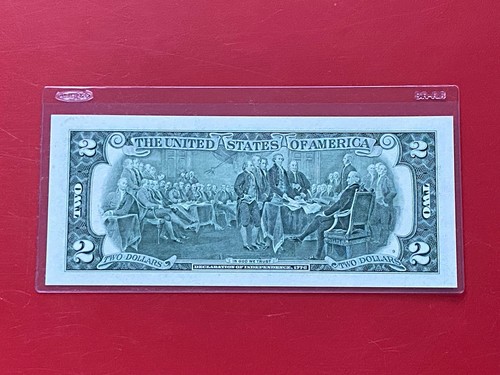 THE UNITED STATES OF AMERICA
2
2
TWO
TWO
2
2
TWO DOLLARS
TWO DOLLARS
IN GOD WE TRUST
DECLARATION OF INDEPENDENCE, 1776